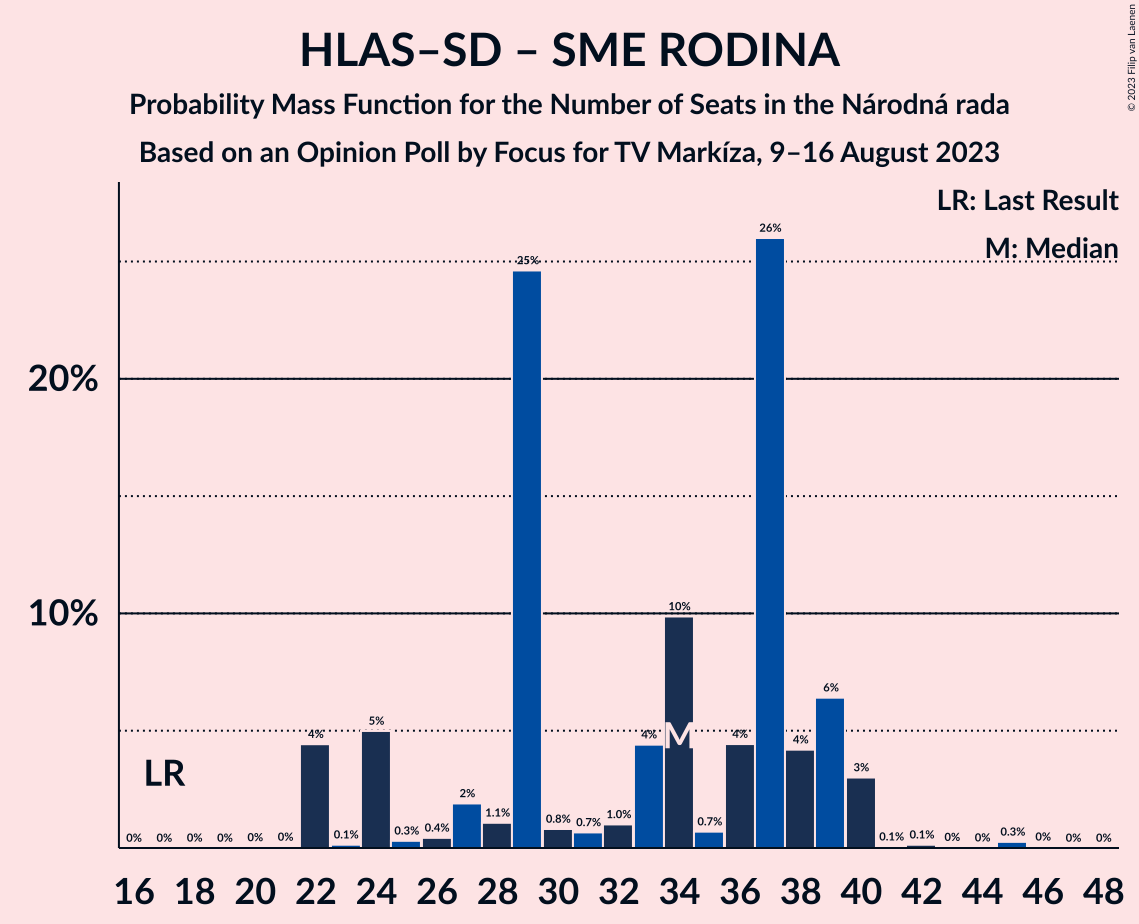 HLAS–SD – SME RODINA
Probability Mass Function for the Number of Seats in the Národná rada
Based on an Opinion Poll by Focus for TV Markíza, 9–16 August 2023
© 2023 Filip van Laenen
LR: Last Result
M: Median
20%
10%
LR
M
0% 0% 0% 0% 0% 0% 4% 0.1% 5% 0.3% 0.4% 2% 1.1% 25% 0.8% 0.7% 1.0% 4% 10% 0.7% 4% 26% 4% 6% 3% 0.1% 0.1% 0% 0% 0.3% 0% 0% 0%
16 18 20 22 24 26 28 30 32 34 36 38 40 42 44 46 48